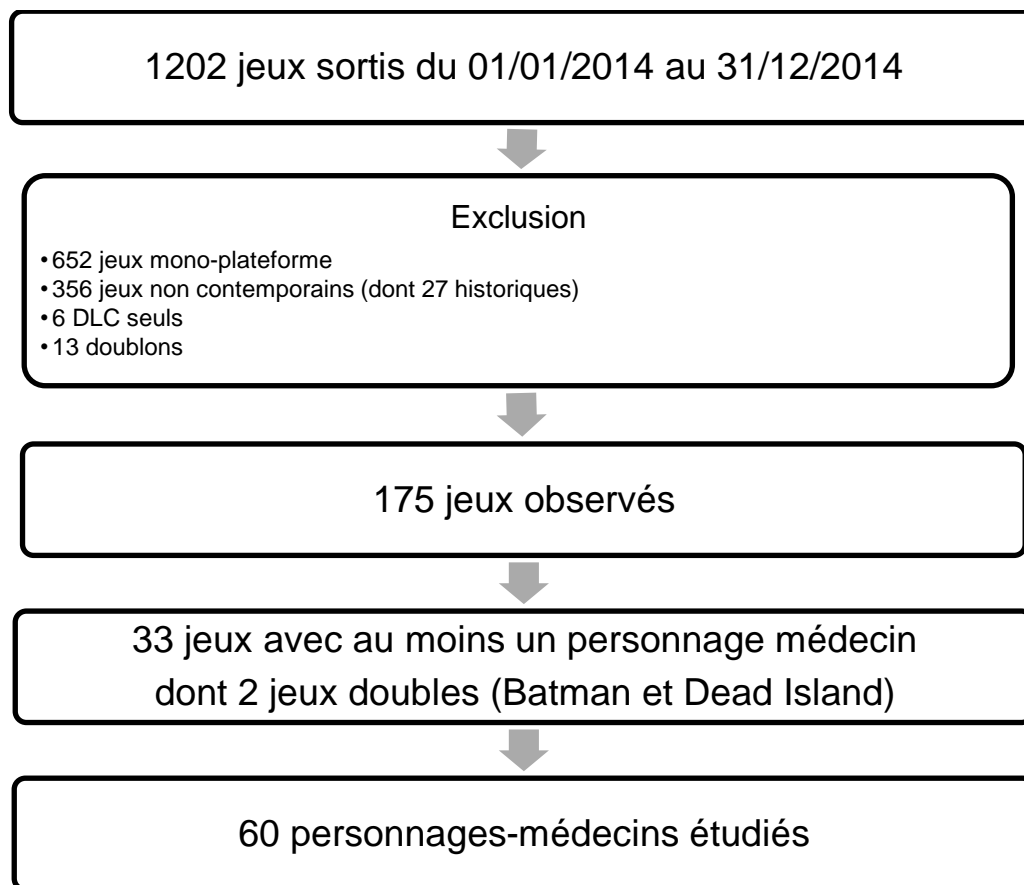 1202 jeux sortis du 01/01/2014 au 31/12/2014
Exclusion
•652 jeux mono-plateforme
•356 jeux non contemporains (dont 27 historiques)
•6 DLC seuls
•13 doublons
175 jeux observés
33 jeux avec au moins un personnage médecin
dont 2 jeux doubles (Batman et Dead Island)
60 personnages-médecins étudiés